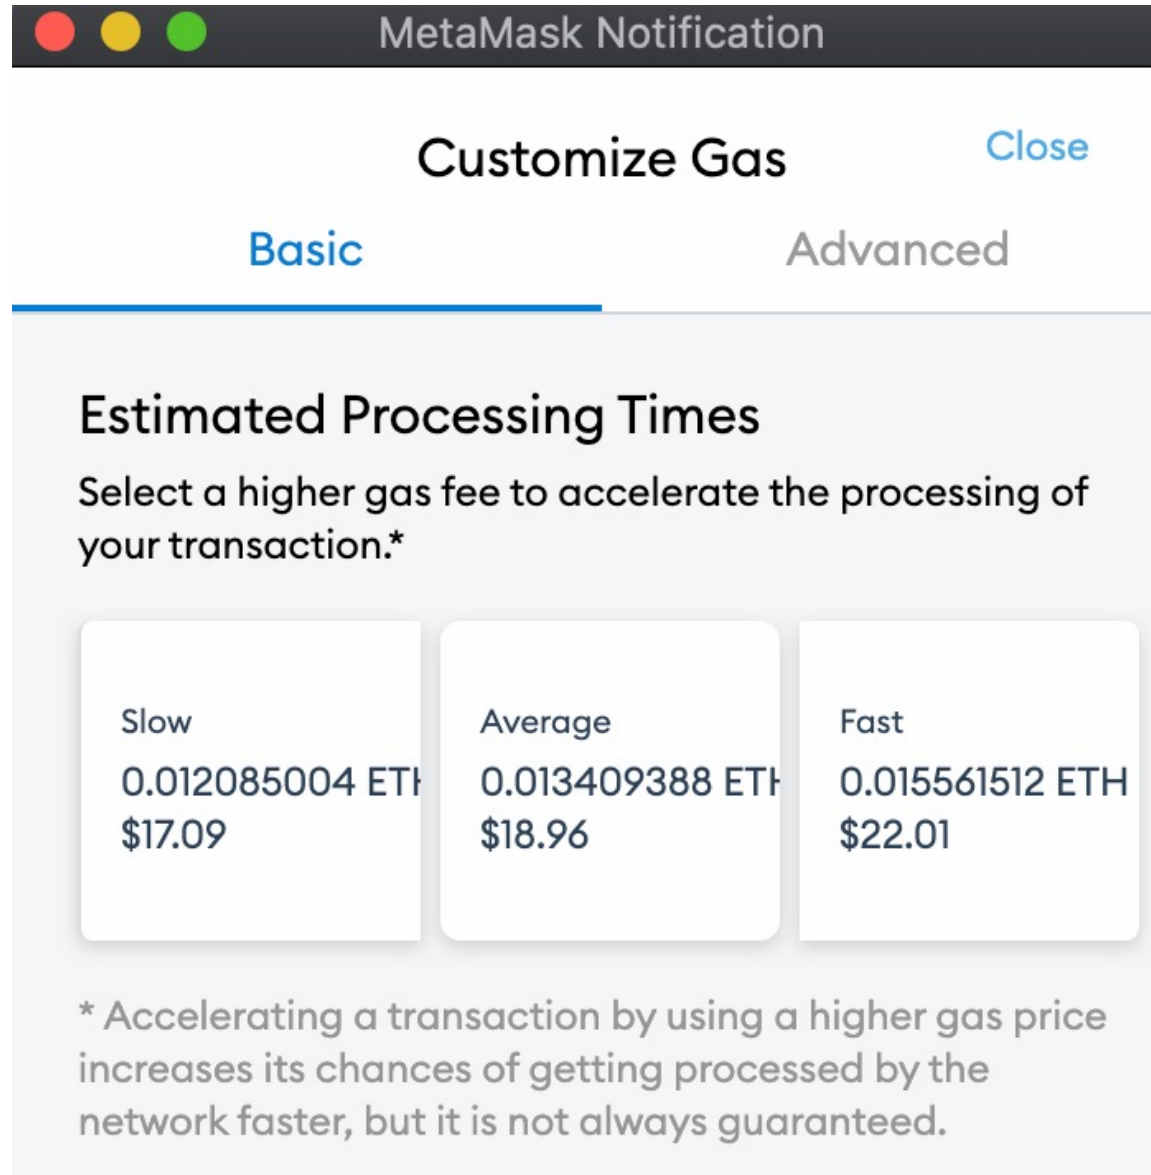 MetaMask Notification
Customize Gas
Close
Basic
Advanced
Estimated Processing Times
Select a higher gas fee to accelerate the processing of
your transaction.*
Slow
0.012085004 ETH
$17.09
Average
0.013409388 ETH
$18.96
Fast
0.015561512 ETH
$22.01
* Accelerating a transaction by using a higher gas price
increases its chances of getting processed by the
network faster, but it is not always guaranteed.